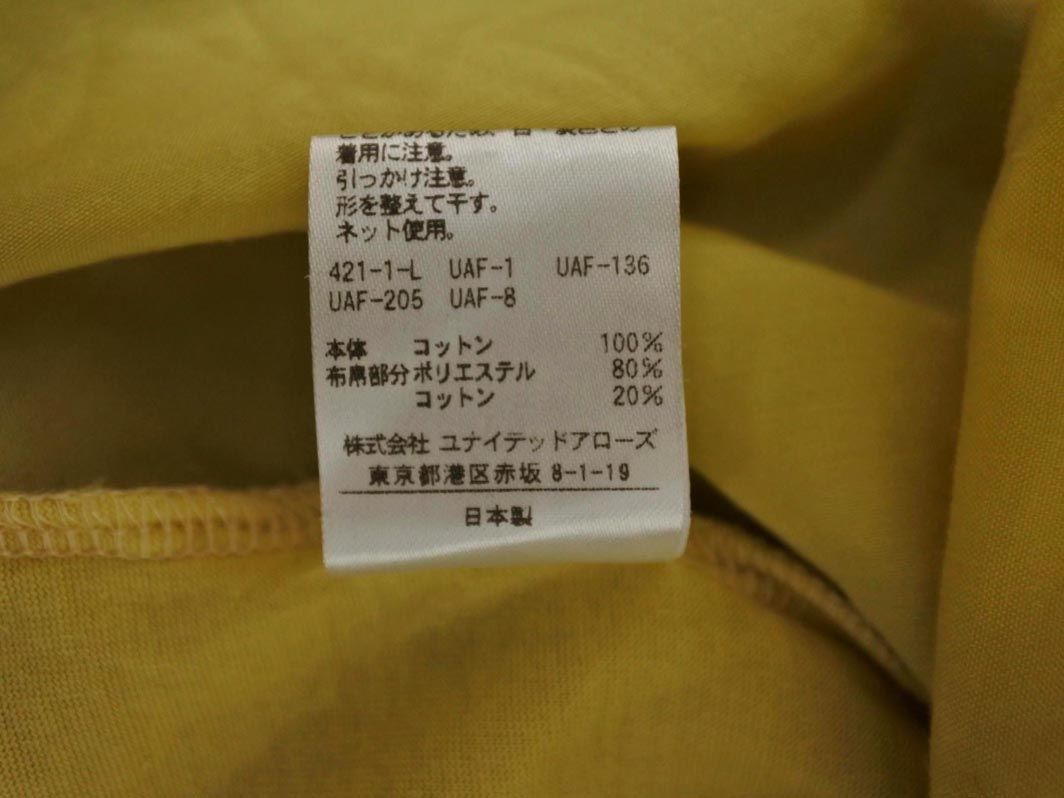 着用に注意。
引っかけ注意。
形を整えて干す。
ネット使用。
421-1-L UAF-1 UAF-136
UAF-205 UAF-8
本体 コットン 100%
布帛部分 ポリエステル 80%
コットン 20%
株式会社 ユナイテッドアローズ
東京都港区赤坂 8-1-19
日本製